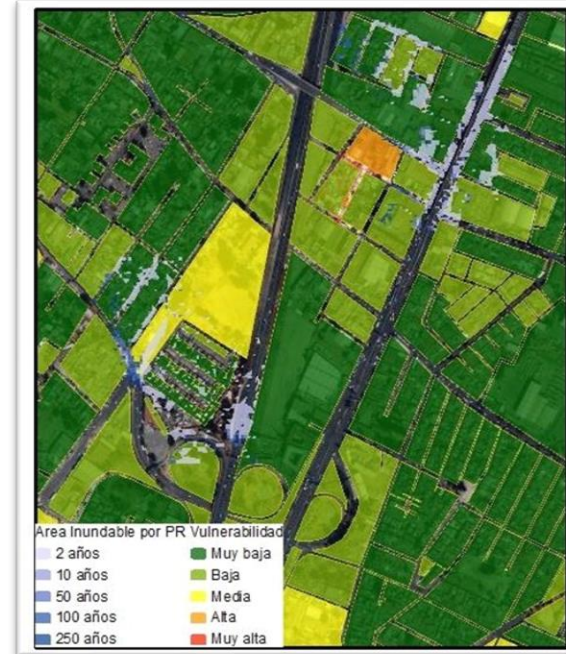 Area Inundable por PR Vulnerabilidad
2 años Muy baja
10 años Baja
50 años Media
100 años Alta
250 años Muy alta